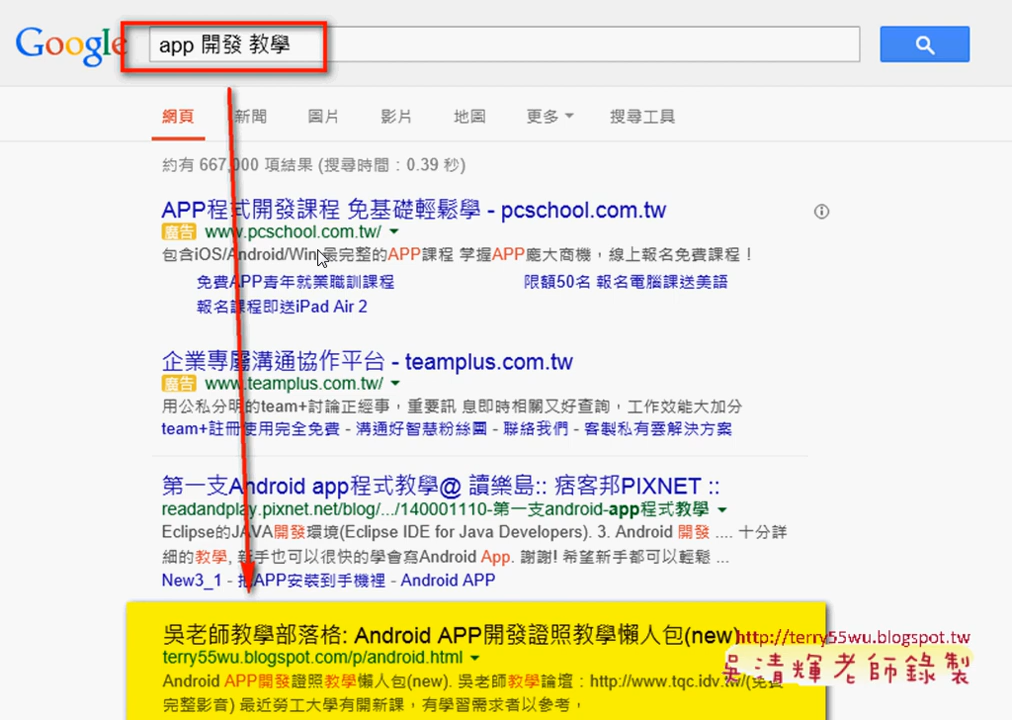 Google
app 開發 教學
網頁 新聞 圖片 影片 地圖 更多 搜尋工具
約有 667,000 項結果 (搜尋時間：0.39 秒)
APP程式開發課程 免基礎輕鬆學 - pcschool.com.tw
廣告 www.pcschool.com.tw/
包含iOS/Android/Win最完整的APP課程 掌握APP龐大商機，線上報名免費課程！
免費APP青年就業職訓課程 限額50名 報名電腦課送美語
報名課程即送iPad Air 2
企業專屬溝通協作平台 - teamplus.com.tw
廣告 www.teamplus.com.tw/
用公私分明的team+討論正經事，重要訊 息即時相關又好查詢，工作效能大加分
team+註冊使用完全免費 - 溝通好智慧粉絲團 - 聯絡我們 - 客製私有雲解決方案
第一支Android app程式教學@ 讀樂島:: 痞客邦PIXNET ::
readandplay.pixnet.net/blog/.../140001110-第一支android-app程式教學
Eclipse的JAVA開發環境(Eclipse IDE for Java Developers). 3. Android 開發 .... 十分詳
細的教學, 新手也可以很快的學會寫Android App. 謝謝! 希望新手都可以輕鬆 ...
New3_1 - 把APP安裝到手機裡 - Android APP
吳老師教學部落格: Android APP開發證照教學懶人包(new)
http://terry55wu.blogspot.tw
terry55wu.blogspot.com/p/android.html
吳清輝老師錄製
Android APP開發證照教學懶人包(new). 吳老師教學論壇：http://www.tqc.idv.tw/(免費
完整影音) 最近勞工大學有開新課，有學習需求者以參考，